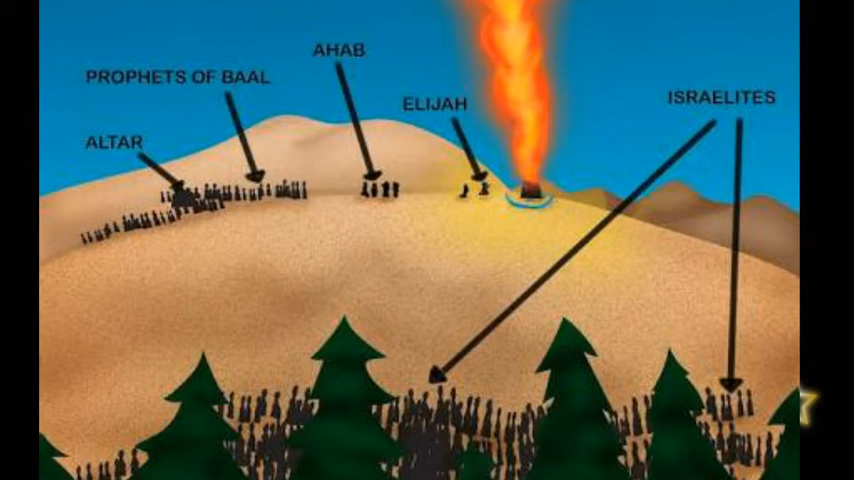 AHAB
PROPHETS OF BAAL
ELIJAH
ISRAELITES
ALTAR